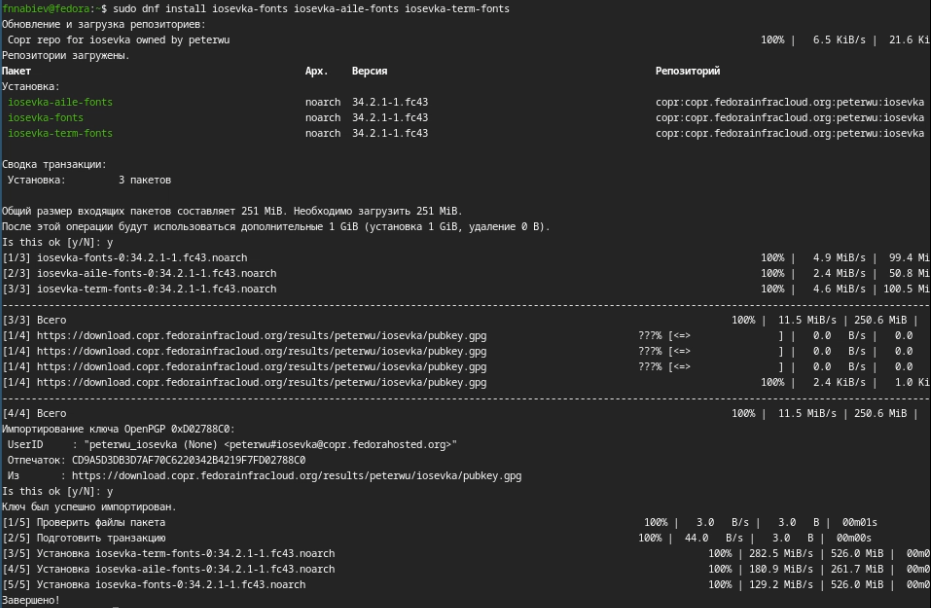 fnnabiev@fedora:~$ sudo dnf install iosevka-fonts iosevka-aile-fonts iosevka-term-fonts
Обновление и загрузка репозиториев:
Copr repo for iosevka owned by peterwu 100% | 6.5 KiB/s | 21.6 Ki
Репозитории загружены.
Пакет Арх. Версия Репозиторий
Установка:
iosevka-aile-fonts noarch 34.2.1-1.fc43 copr:copr.fedorainfracloud.org:peterwu:iosevka
iosevka-fonts noarch 34.2.1-1.fc43 copr:copr.fedorainfracloud.org:peterwu:iosevka
iosevka-term-fonts noarch 34.2.1-1.fc43 copr:copr.fedorainfracloud.org:peterwu:iosevka
Сводка транзакции:
Установка: 3 пакетов
Общий размер входящих пакетов составляет 251 MiB. Необходимо загрузить 251 MiB.
После этой операции будут использоваться дополнительные 1 GiB (установка 1 GiB, удаление 0 B).
Is this ok [y/N]: y
[1/3] iosevka-fonts-0:34.2.1-1.fc43.noarch 100% | 4.9 MiB/s | 99.4 Mi
[2/3] iosevka-aile-fonts-0:34.2.1-1.fc43.noarch 100% | 2.4 MiB/s | 50.8 Mi
[3/3] iosevka-term-fonts-0:34.2.1-1.fc43.noarch 100% | 4.6 MiB/s | 100.5 Mi
[3/3] Всего 100% | 11.5 MiB/s | 250.6 MiB |
[1/4] https://download.copr.fedorainfracloud.org/results/peterwu/iosevka/pubkey.gpg ???% [<=> ] | 0.0 B/s | 0.0
[1/4] https://download.copr.fedorainfracloud.org/results/peterwu/iosevka/pubkey.gpg ???% [<=> ] | 0.0 B/s | 0.0
[1/4] https://download.copr.fedorainfracloud.org/results/peterwu/iosevka/pubkey.gpg ???% [<=> ] | 0.0 B/s | 0.0
[1/4] https://download.copr.fedorainfracloud.org/results/peterwu/iosevka/pubkey.gpg 100% | 2.4 KiB/s | 1.0 Ki
[4/4] Всего 100% | 11.5 MiB/s | 250.6 MiB |
Импортирование ключа OpenPGP 0xD02788C0:
UserID : "peterwu_iosevka (None) <peterwu#iosevka@copr.fedorahosted.org>"
Отпечаток: CD9A5D3DB3D7AF70C6220342B4219F7FD02788C0
Из : https://download.copr.fedorainfracloud.org/results/peterwu/iosevka/pubkey.gpg
Is this ok [y/N]: y
Ключ был успешно импортирован.
[1/5] Проверить файлы пакета 100% | 3.0 B/s | 3.0 B | 00m01s
[2/5] Подготовить транзакцию 100% | 44.0 B/s | 3.0 B | 00m00s
[3/5] Установка iosevka-term-fonts-0:34.2.1-1.fc43.noarch 100% | 282.5 MiB/s | 526.0 MiB | 00m0
[4/5] Установка iosevka-aile-fonts-0:34.2.1-1.fc43.noarch 100% | 180.9 MiB/s | 261.7 MiB | 00m0
[5/5] Установка iosevka-fonts-0:34.2.1-1.fc43.noarch 100% | 129.2 MiB/s | 526.0 MiB | 00m0
Завершено!